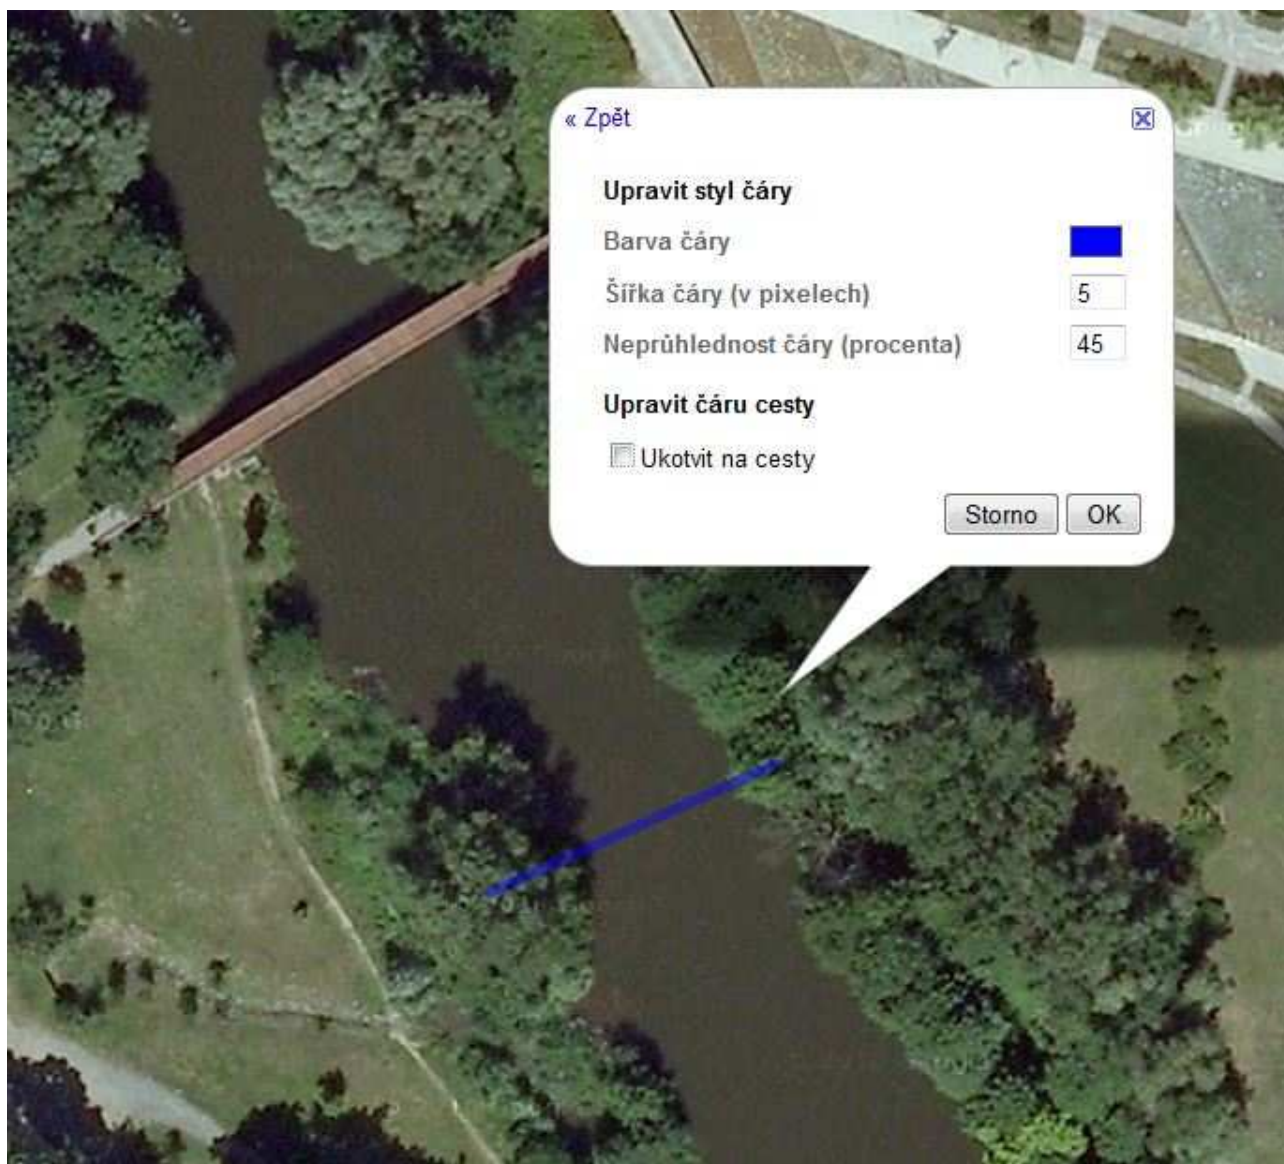 « Zpět
Upravit styl čáry
Barva čáry
Šířka čáry (v pixelech) 5
Neprůhlednost čáry (procenta) 45
Upravit čáru cesty
Ukotvit na cesty
Storno OK